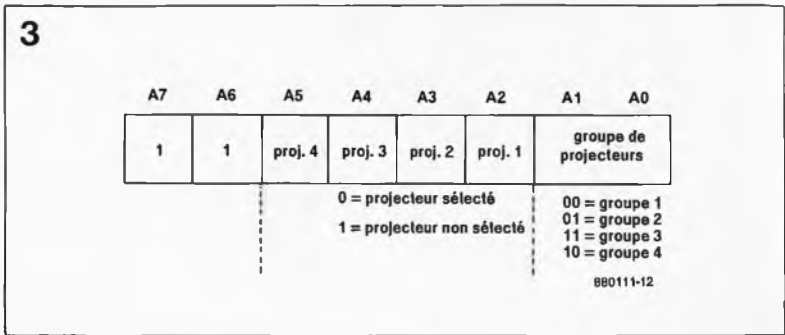 3
A7 A6 A5 A4 A3 A2 A1 A0
1 1 proj. 4 proj. 3 proj. 2 proj. 1 groupe de projecteurs
0 = projecteur sélecté
1 = projecteur non sélecté
00 = groupe 1
01 = groupe 2
11 = groupe 3
10 = groupe 4
880111-12